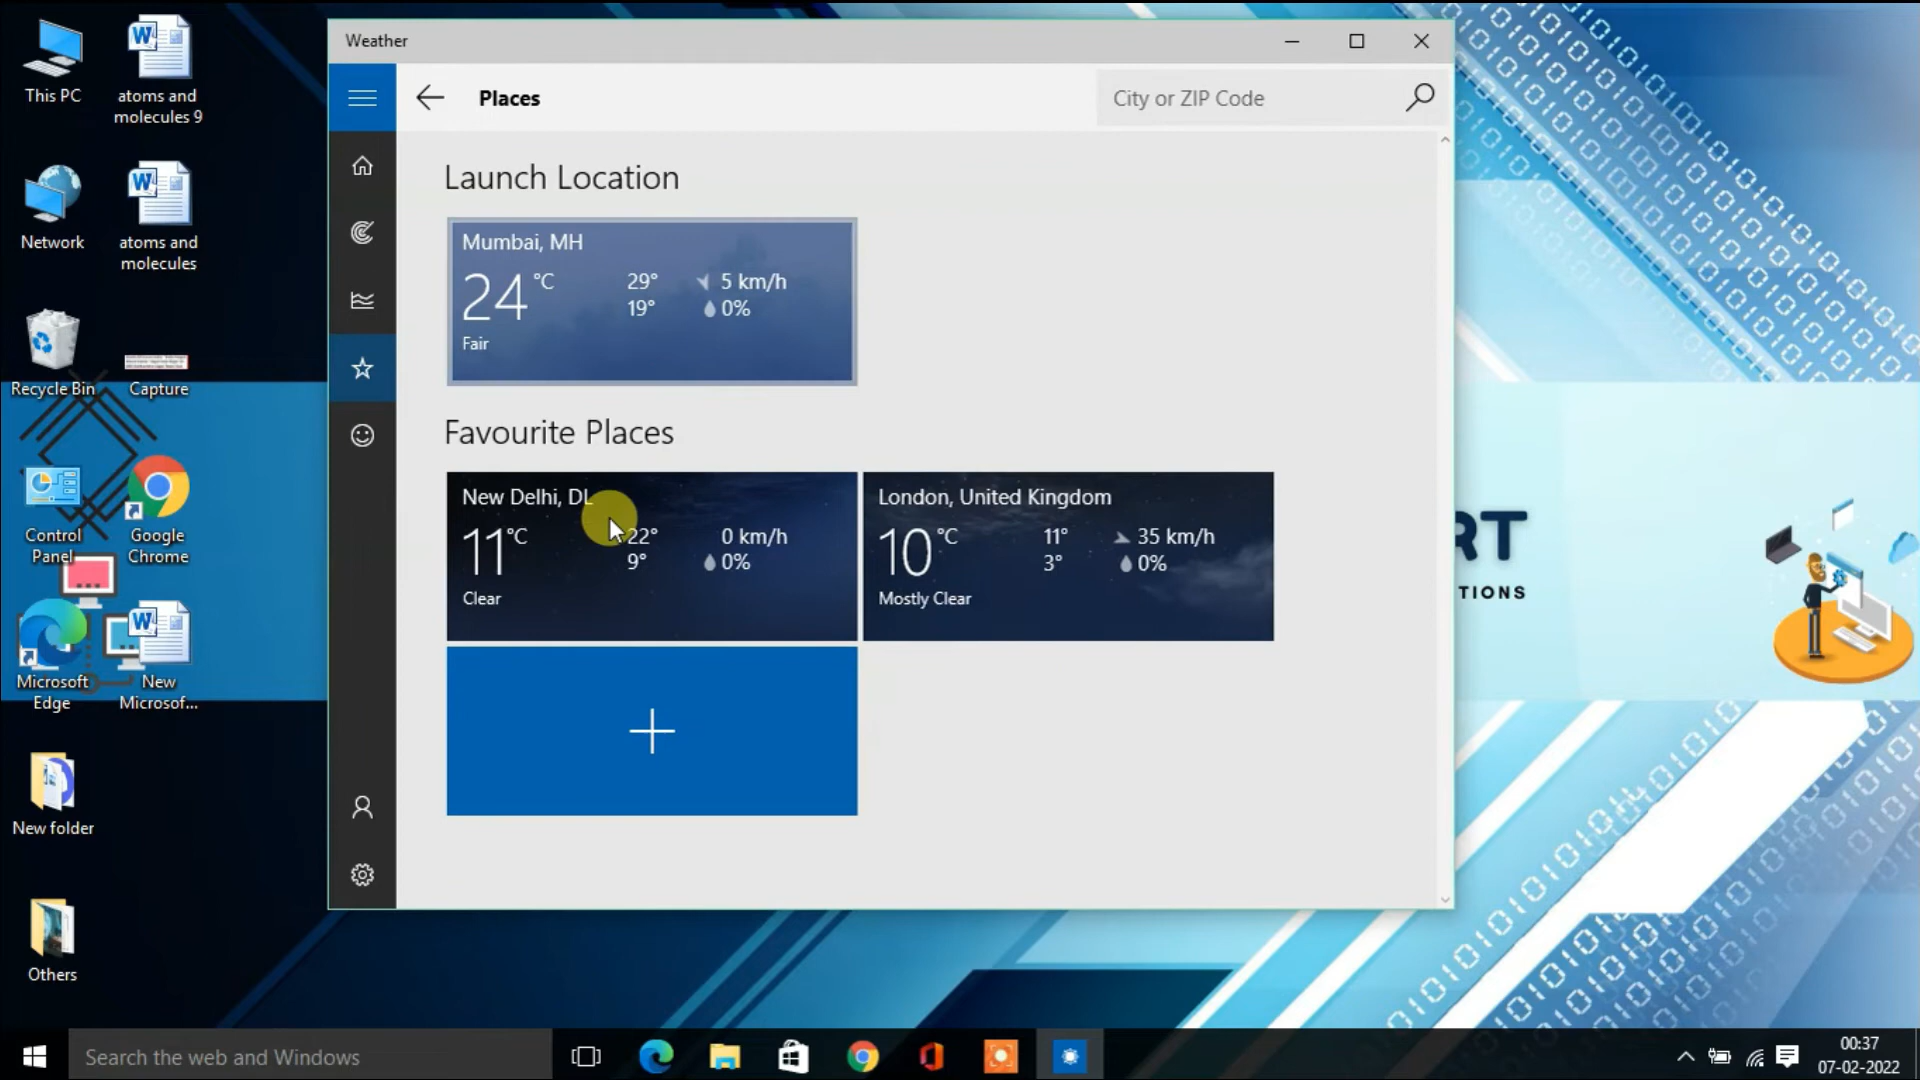 This PC
atoms and
molecules 9
Network
atoms and
molecules
Recycle Bin
Capture
Control
Panel
Google
Chrome
Microsoft
Edge
New
Microsof...
New folder
Others
Weather
Places
City or ZIP Code
Launch Location
Mumbai, MH
24 °C 29° 5 km/h
19° 0%
Fair
Favourite Places
New Delhi, DL
11 °C 22° 0 km/h
9° 0%
Clear
London, United Kingdom
10 °C 11° 35 km/h
3° 0%
Mostly Clear
RT
TIONS
Search the web and Windows
00:37
07-02-2022